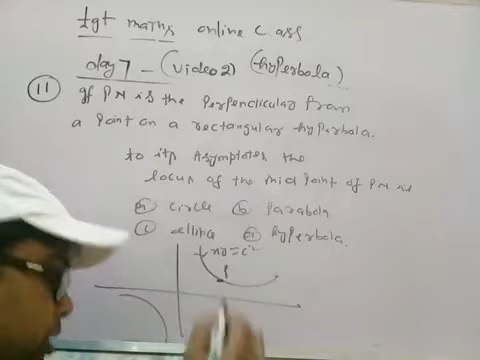 tgt maths online class
day 7 - (video 2) (Hyperbola)
(11) If PN is the Perpendicular from
a Point on a rectangular Hyperbola
to its Asymptotes the
locus of the mid Point of PN is
(a) circle (b) Parabola
(c) ellipse (d) Hyperbola
xy = c²
P